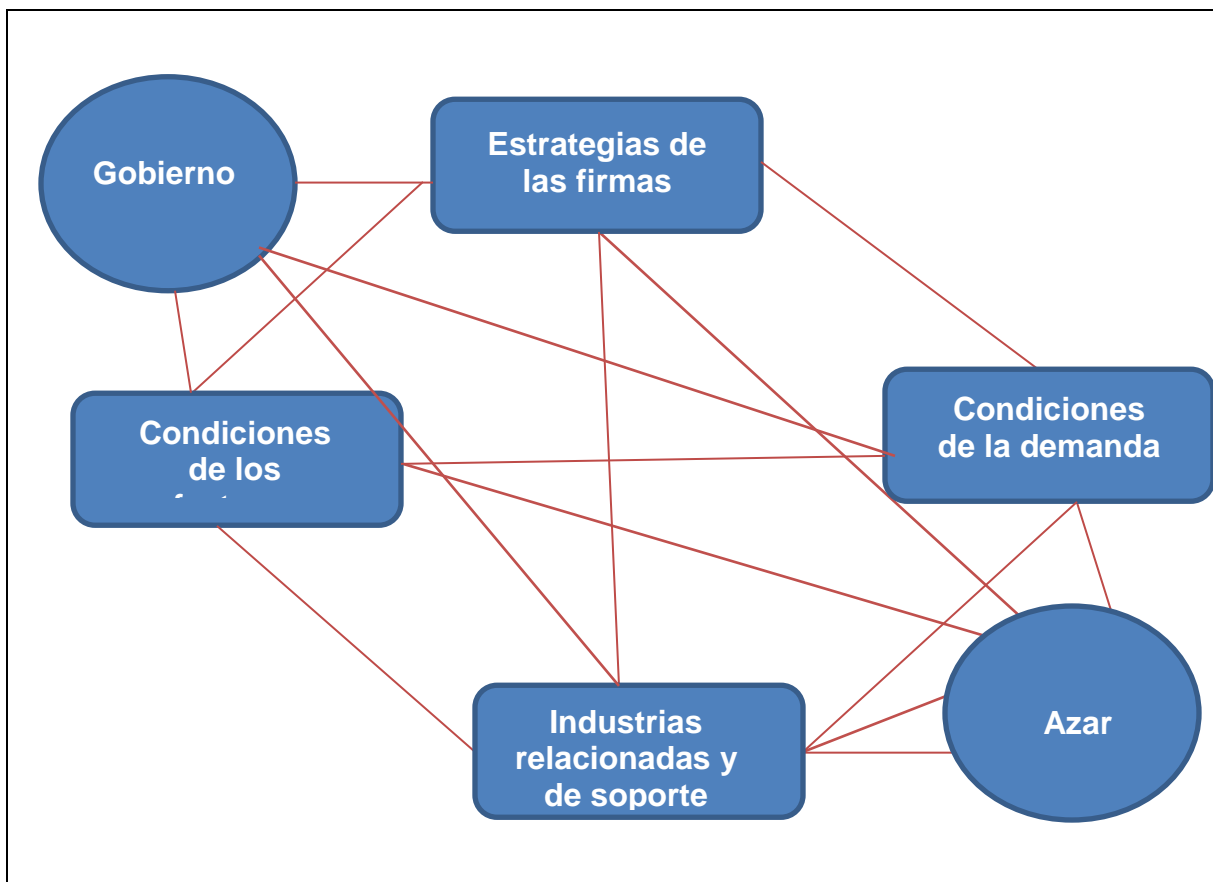 Gobierno
Estrategias de
las firmas
Condiciones
de los
Condiciones
de la demanda
Industrias
relacionadas y
de soporte
Azar